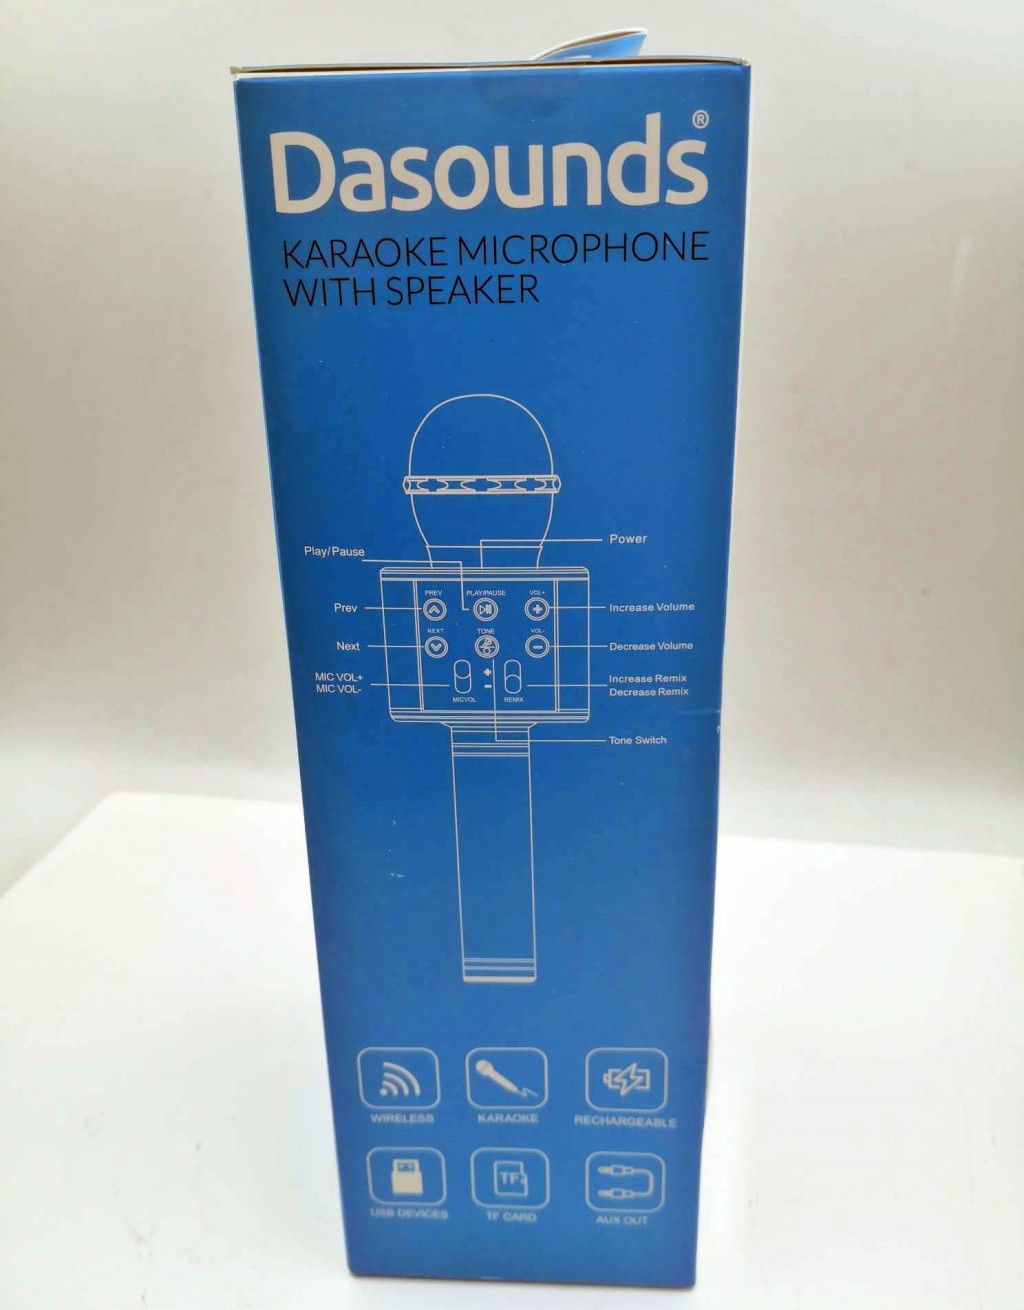 Dasounds®
KARAOKE MICROPHONE
WITH SPEAKER
Power
Play/Pause
PREV PLAY/PAUSE VOL+
Prev
Increase Volume
NEXT TONE VOL-
Next
Decrease Volume
MIC VOL+
MIC VOL-
+
-
Increase Remix
Decrease Remix
MICVOL REMIX
Tone Switch
WIRELESS KARAOKE RECHARGEABLE
TF
USB DEVICES TF CARD AUX OUT